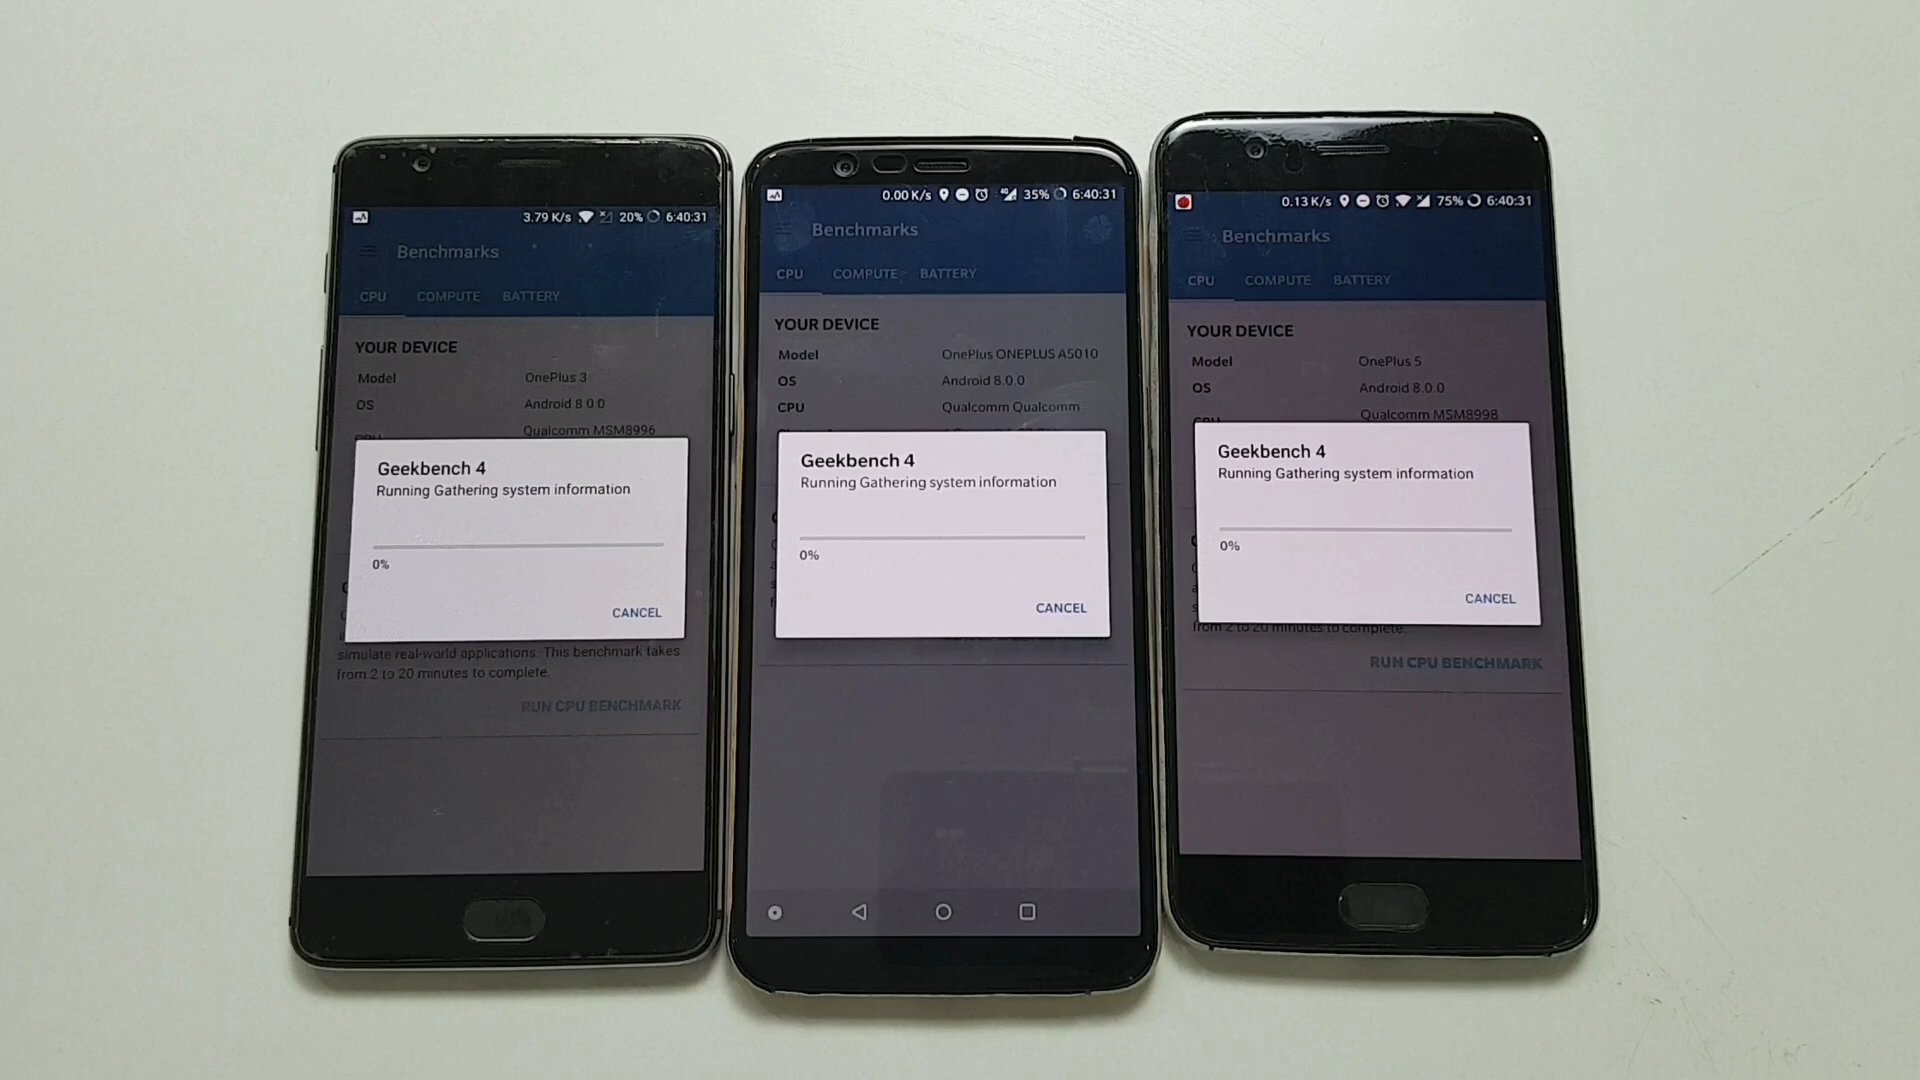 3.79 K/s 20% 6:40:31
Benchmarks
CPU COMPUTE BATTERY
YOUR DEVICE
Model OnePlus 3
OS Android 8.0.0
CPU Qualcomm MSM8996
Geekbench 4
Running Gathering system information
0%
CANCEL
simulate real-world applications. This benchmark takes
from 2 to 20 minutes to complete.
RUN CPU BENCHMARK
0.00 K/s 4G 35% 6:40:31
Benchmarks
CPU COMPUTE BATTERY
YOUR DEVICE
Model OnePlus ONEPLUS A5010
OS Android 8.0.0
CPU Qualcomm Qualcomm
Geekbench 4
Running Gathering system information
0%
CANCEL
0.13 K/s 75% 6:40:31
Benchmarks
CPU COMPUTE BATTERY
YOUR DEVICE
Model OnePlus 5
OS Android 8.0.0
CPU Qualcomm MSM8998
Geekbench 4
Running Gathering system information
0%
CANCEL
from 2 to 20 minutes to complete.
RUN CPU BENCHMARK